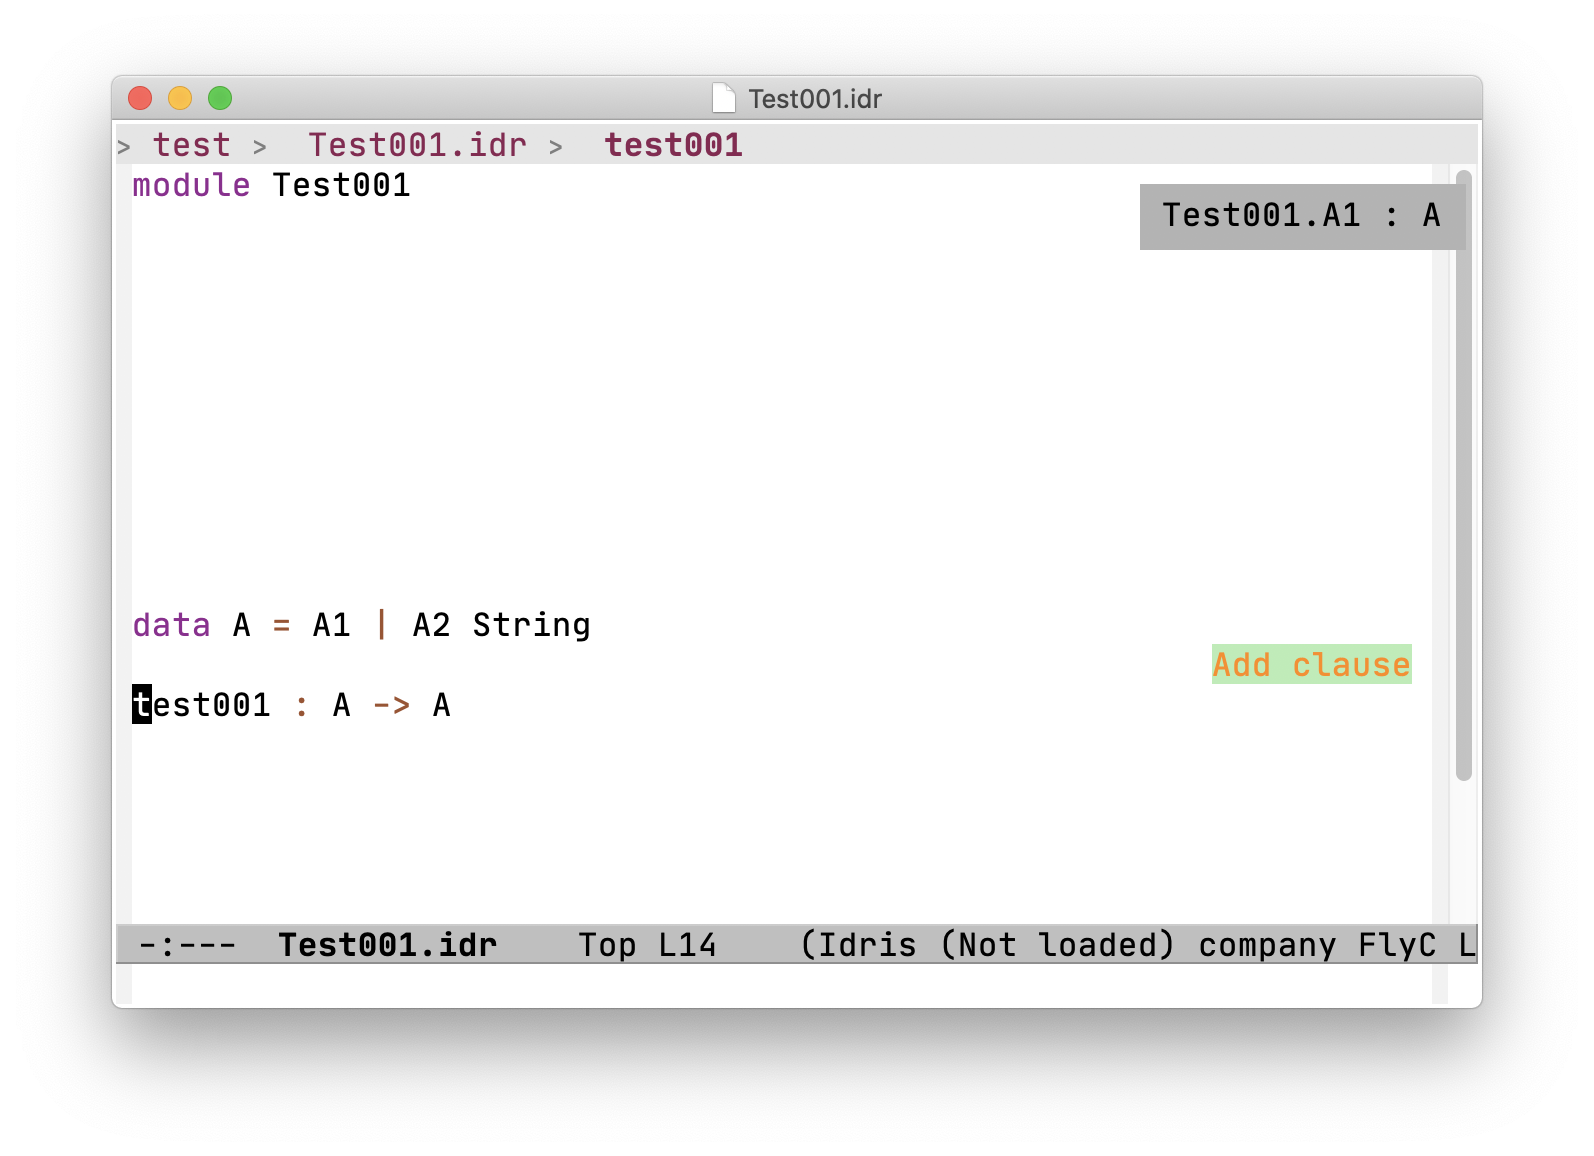 Test001.idr
> test > Test001.idr > test001
module Test001
Test001.A1 : A
data A = A1 | A2 String
Add clause
test001 : A -> A
-:--- Test001.idr Top L14 (Idris (Not loaded) company FlyC L